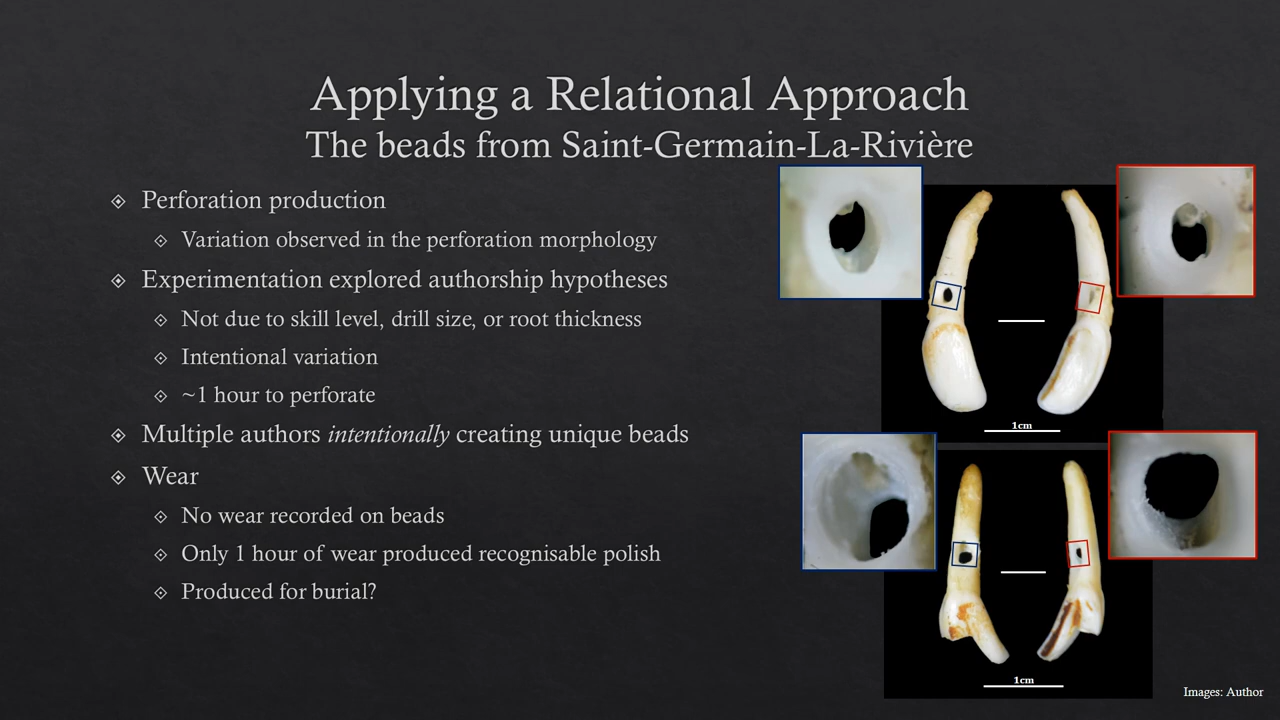 Applying a Relational Approach
The beads from Saint-Germain-La-Rivière
Perforation production
Variation observed in the perforation morphology
Experimentation explored authorship hypotheses
Not due to skill level, drill size, or root thickness
Intentional variation
~1 hour to perforate
Multiple authors intentionally creating unique beads
Wear
No wear recorded on beads
Only 1 hour of wear produced recognisable polish
Produced for burial?
1cm
1cm
Images: Author